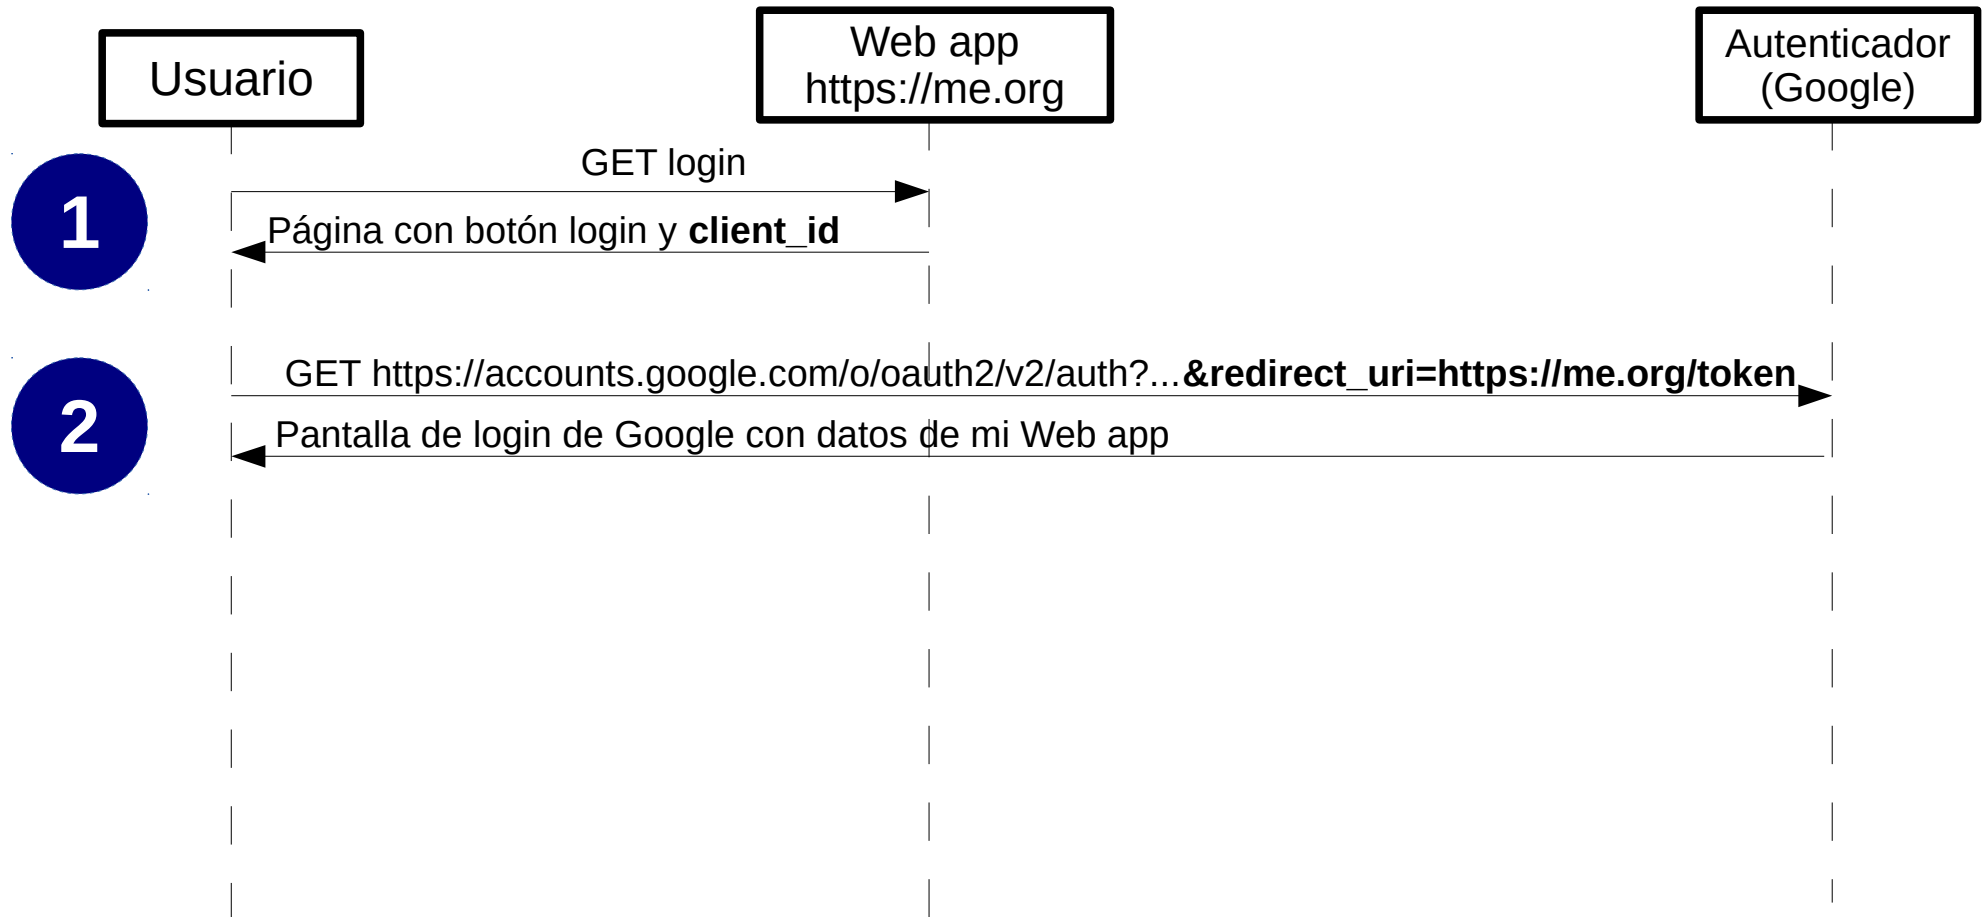 Usuario
Web app
https://me.org
Autenticador
(Google)
1
GET login
Página con botón login y client_id
2
GET https://accounts.google.com/o/oauth2/v2/auth?...&redirect_uri=https://me.org/token
Pantalla de login de Google con datos de mi Web app